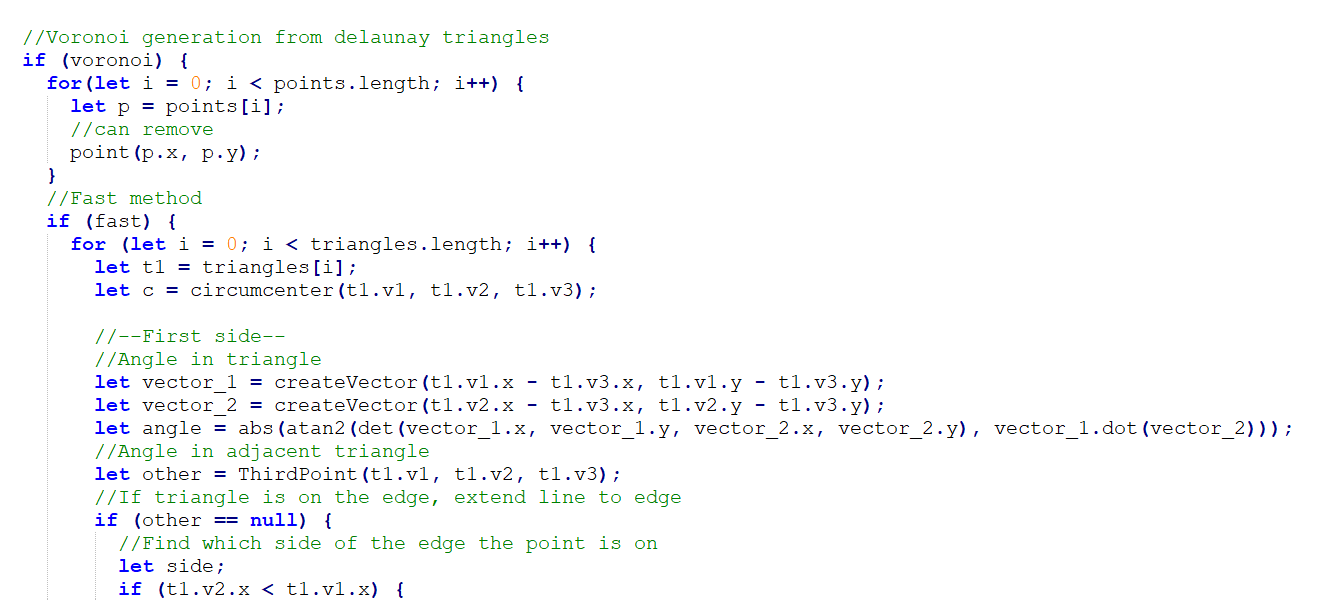 //Voronoi generation from delaunay triangles
if (voronoi) {
  for(let i = 0; i < points.length; i++) {
    let p = points[i];
    //can remove
    point(p.x, p.y);
  }
  //Fast method
  if (fast) {
    for (let i = 0; i < triangles.length; i++) {
      let t1 = triangles[i];
      let c = circumcenter(t1.v1, t1.v2, t1.v3);

      //--First side--
      //Angle in triangle
      let vector_1 = createVector(t1.v1.x - t1.v3.x, t1.v1.y - t1.v3.y);
      let vector_2 = createVector(t1.v2.x - t1.v3.x, t1.v2.y - t1.v3.y);
      let angle = abs(atan2(det(vector_1.x, vector_1.y, vector_2.x, vector_2.y), vector_1.dot(vector_2)));
      //Angle in adjacent triangle
      let other = ThirdPoint(t1.v1, t1.v2, t1.v3);
      //If triangle is on the edge, extend line to edge
      if (other == null) {
        //Find which side of the edge the point is on
        let side;
        if (t1.v2.x < t1.v1.x) {